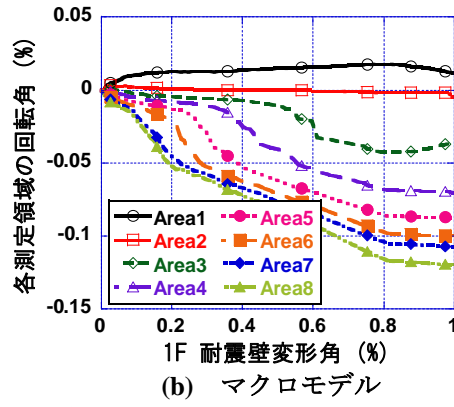 各測定領域の回転角 (%)
0.05
0
-0.05
-0.1
-0.15
Area1
Area2
Area3
Area4
Area5
Area6
Area7
Area8
0 0.2 0.4 0.6 0.8 1
1F 耐震壁変形角 (%)
(b) マクロモデル